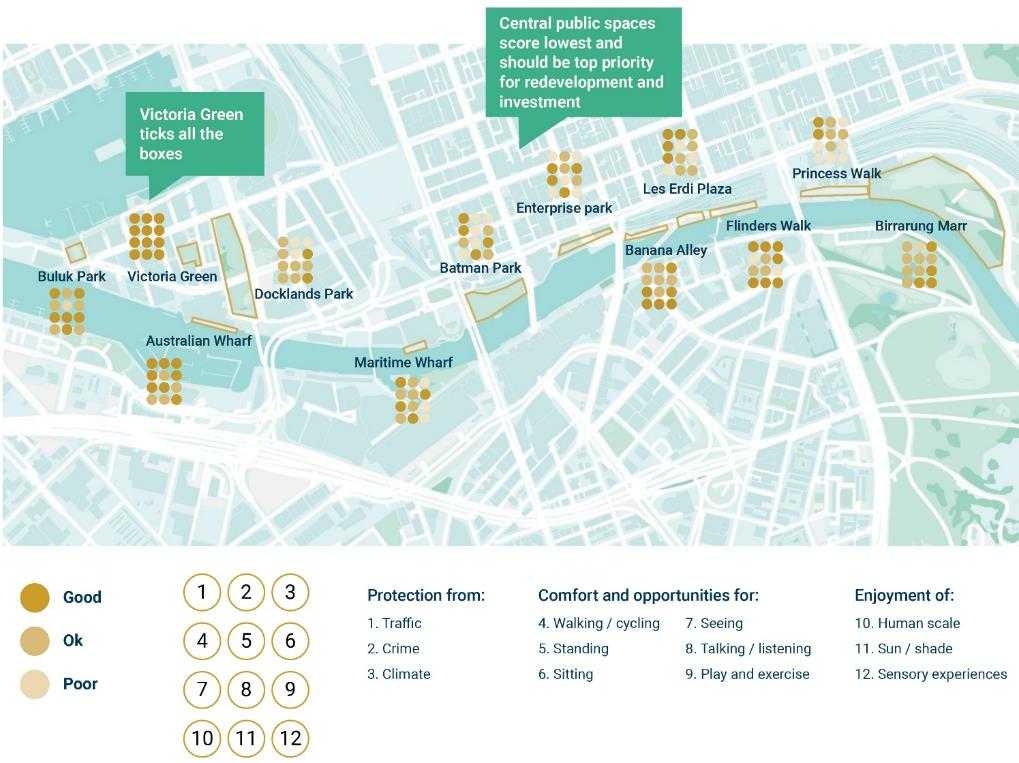 Central public spaces
score lowest and
should be top priority
for redevelopment and
investment
Victoria Green
ticks all the
boxes
Princess Walk
Les Erdi Plaza
Enterprise park
Flinders Walk
Birrarung Marr
Banana Alley
Batman Park
Buluk Park
Victoria Green
Docklands Park
Australian Wharf
Maritime Wharf
Good
Ok
Poor
1 2 3
4 5 6
7 8 9
10 11 12
Protection from:
1. Traffic
2. Crime
3. Climate
Comfort and opportunities for:
4. Walking / cycling
5. Standing
6. Sitting
7. Seeing
8. Talking / listening
9. Play and exercise
Enjoyment of:
10. Human scale
11. Sun / shade
12. Sensory experiences